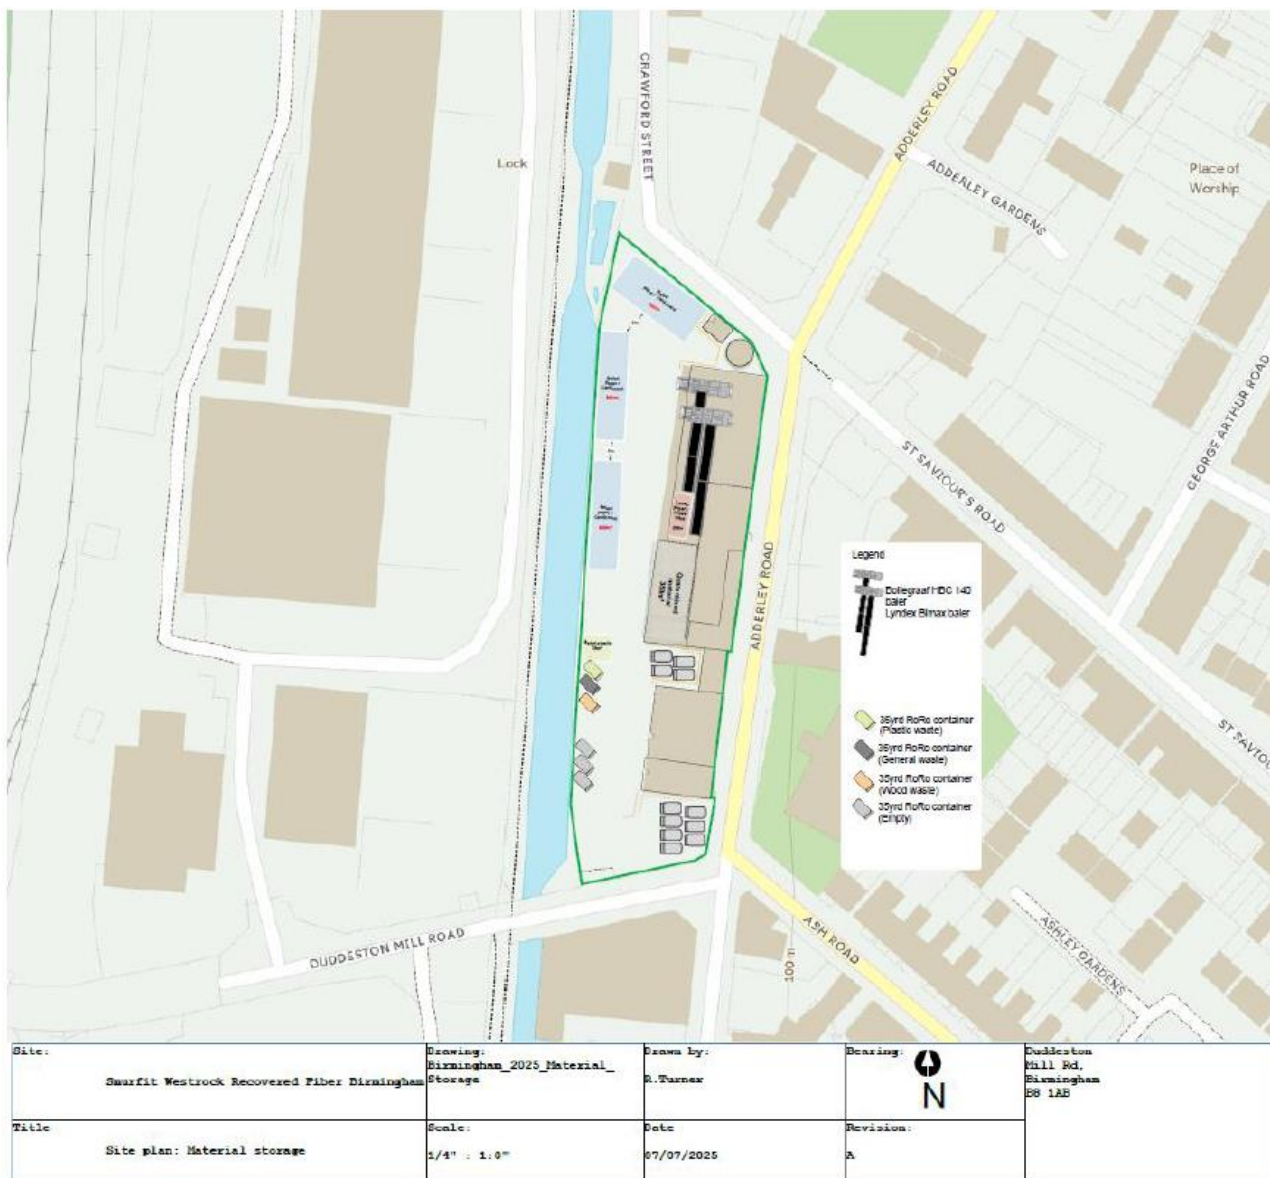 CRAWFORD STREET
ADDERLEY ROAD
Lock
ADDERLEY GARDENS
Place of
Worship
GEORGE ARTHUR ROAD
ST SAVIOUR'S ROAD
ADDERLEY ROAD
ST SAVIOU
Legend
Bollegraaf HBC 140
baler
Lyndex Bimax baler
35yrd RoRo container
(Plastic waste)
35yrd RoRo container
(General waste)
35yrd RoRo container
(Wood waste)
35yrd RoRo container
(Empty)
DUDDESTON MILL ROAD
ASH ROAD
ASHLEY GARDENS
100 m
Site:
Smurfit Westrock Recovered Fiber Birmingham
Drawing:
Birmingham_2025_Material_
Storage
Drawn by:
R.Turner
Bearing:
N
Duddeston
Mill Rd,
Birmingham
B8 1AB
Title
Site plan: Material storage
Scale:
1/4" : 1:0"
Date
07/07/2025
Revision:
A